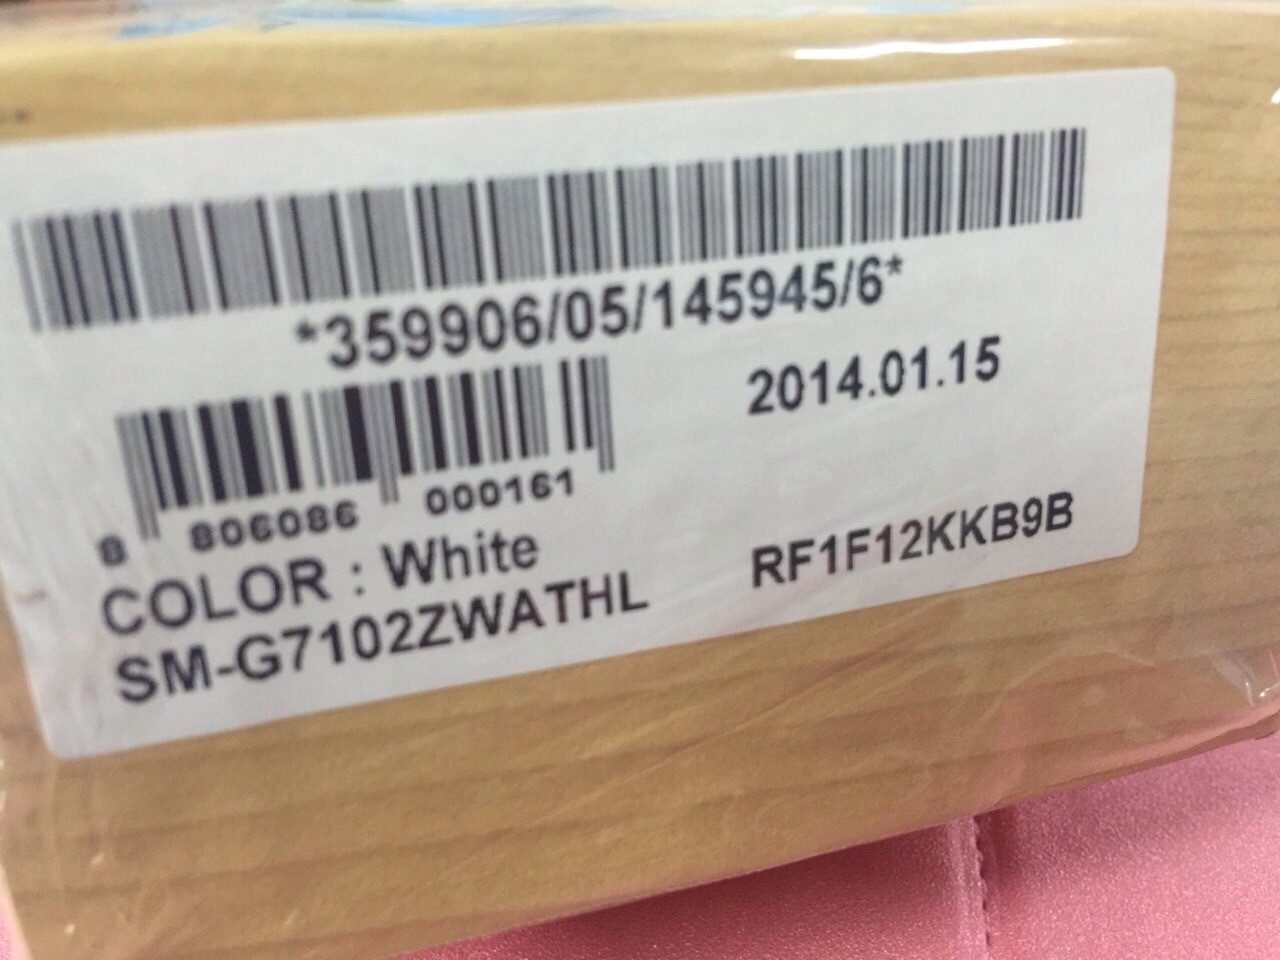 *359906/05/145945/6*
2014.01.15
8 806086 000161
COLOR : White
RF1F12KKB9B
SM-G7102ZWATHL